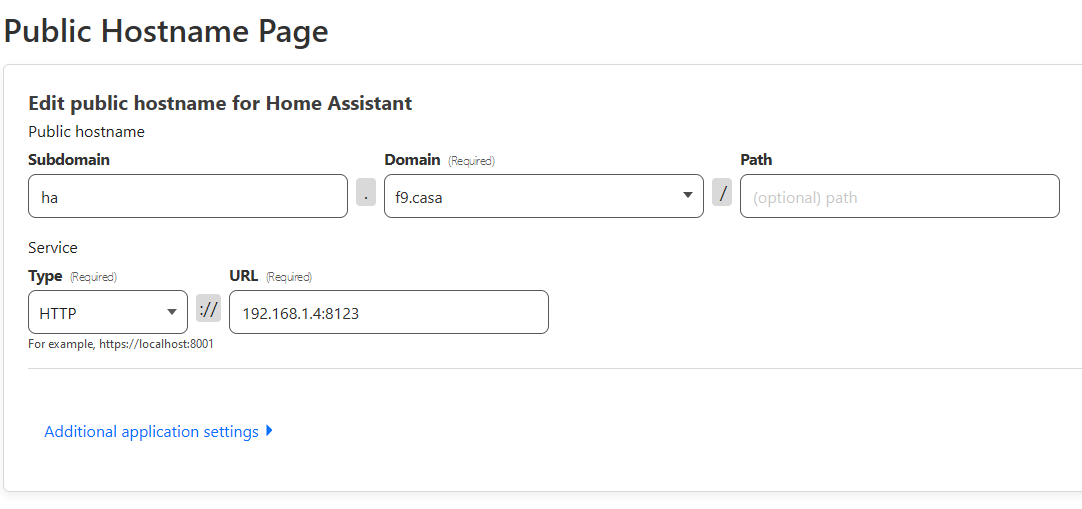 Public Hostname Page
Edit public hostname for Home Assistant
Public hostname
Subdomain Domain (Required) Path
ha . f9.casa / (optional) path
Service
Type (Required) URL (Required)
HTTP :// 192.168.1.4:8123
For example, https://localhost:8001
Additional application settings